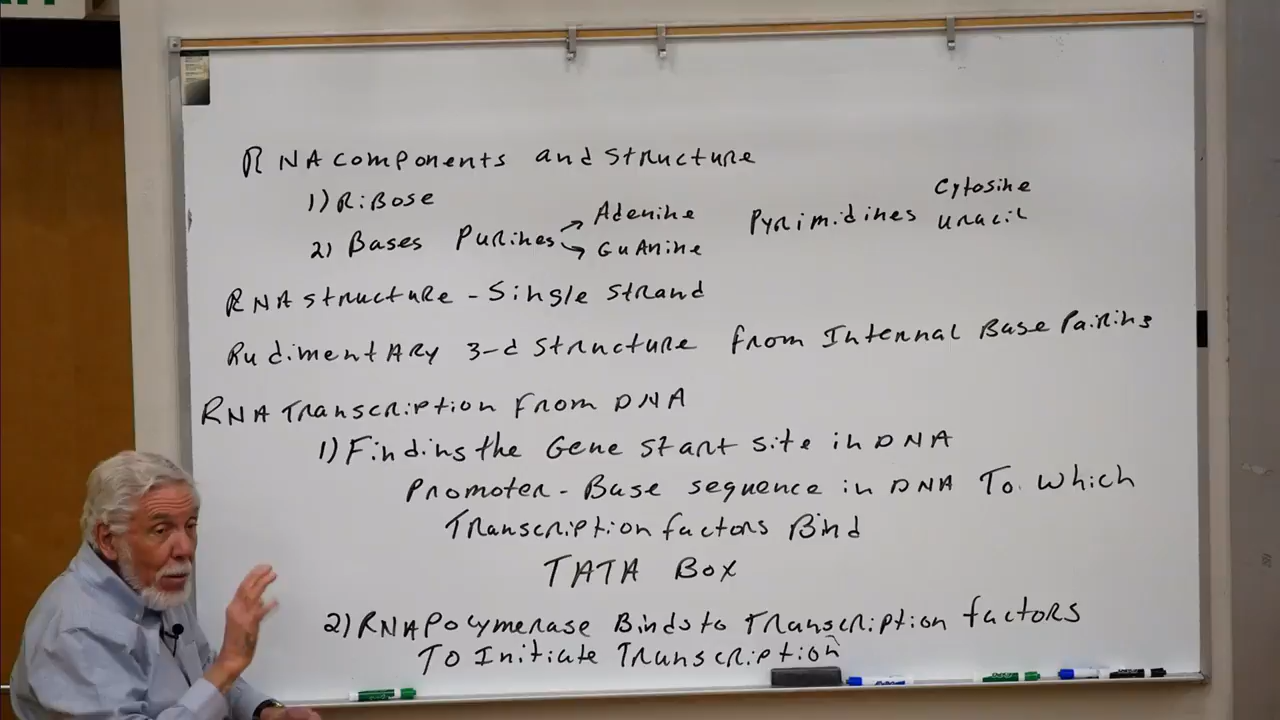 RNA components and structure
1) Ribose
2) Bases Purines Adenine Guanine Pyrimidines Cytosine Uracil
RNA structure - Single strand
Rudimentary 3-d structure from Internal Base Pairing
RNA Transcription From DNA
1) Finding the Gene start site in DNA
Promoter - Base sequence in DNA To which
Transcription factors Bind
TATA Box
2) RNA Polymerase Binds to Transcription factors
To Initiate Transcription